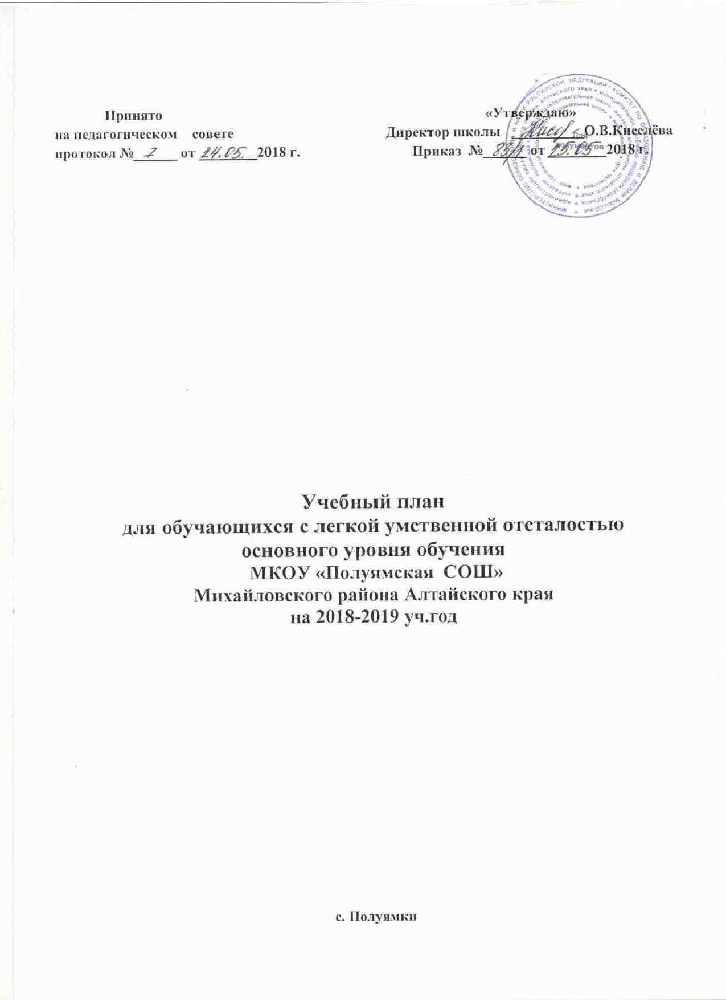 Принято
на педагогическом совете
протокол № 7 от 24.05. 2018 г.
«Утверждаю»
Директор школы О.В.Киселёва
Приказ № 83/1 от 25.05 2018 г.
Для
документов
Учебный план
для обучающихся с легкой умственной отсталостью
основного уровня обучения
МКОУ «Полуямская СОШ»
Михайловского района Алтайского края
на 2018-2019 уч.год
с. Полуямки